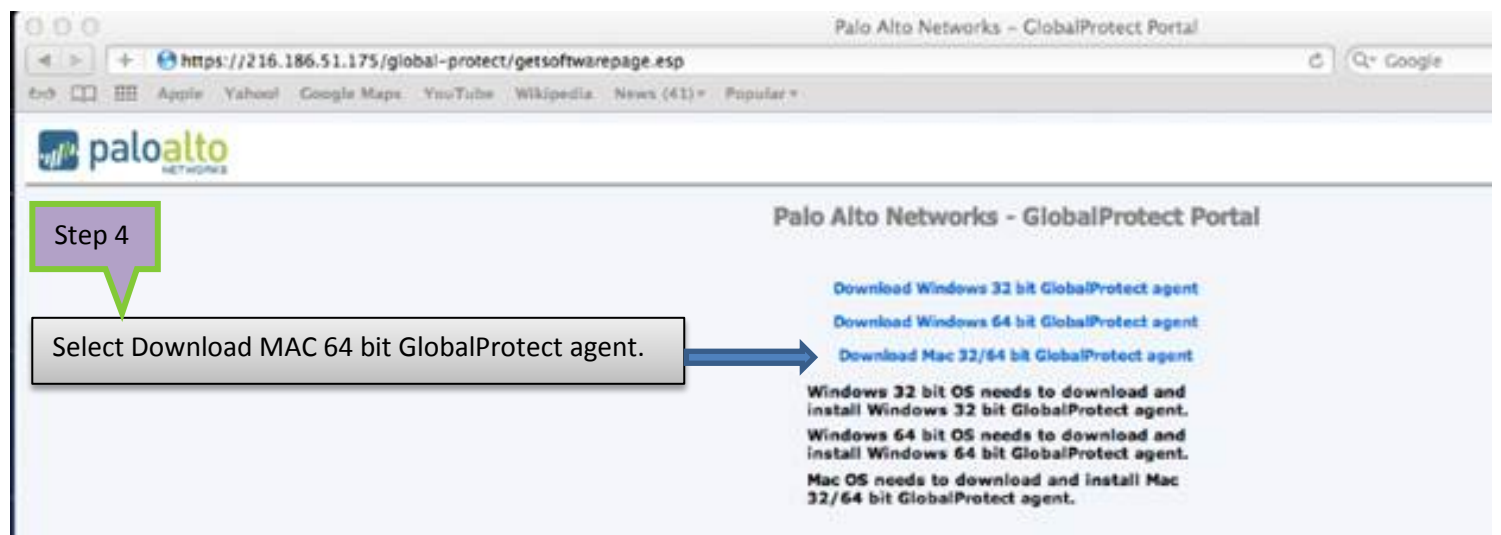 Palo Alto Networks - GlobalProtect Portal
https://216.186.51.175/global-protect/getsoftwarepage.esp
Google
Apple Yahoo! Google Maps YouTube Wikipedia News (41) Popular
paloalto
NETWORKS
Palo Alto Networks - GlobalProtect Portal
Step 4
Download Windows 32 bit GlobalProtect agent
Download Windows 64 bit GlobalProtect agent
Select Download MAC 64 bit GlobalProtect agent.
Download Mac 32/64 bit GlobalProtect agent
Windows 32 bit OS needs to download and
install Windows 32 bit GlobalProtect agent.
Windows 64 bit OS needs to download and
install Windows 64 bit GlobalProtect agent.
Mac OS needs to download and install Mac
32/64 bit GlobalProtect agent.